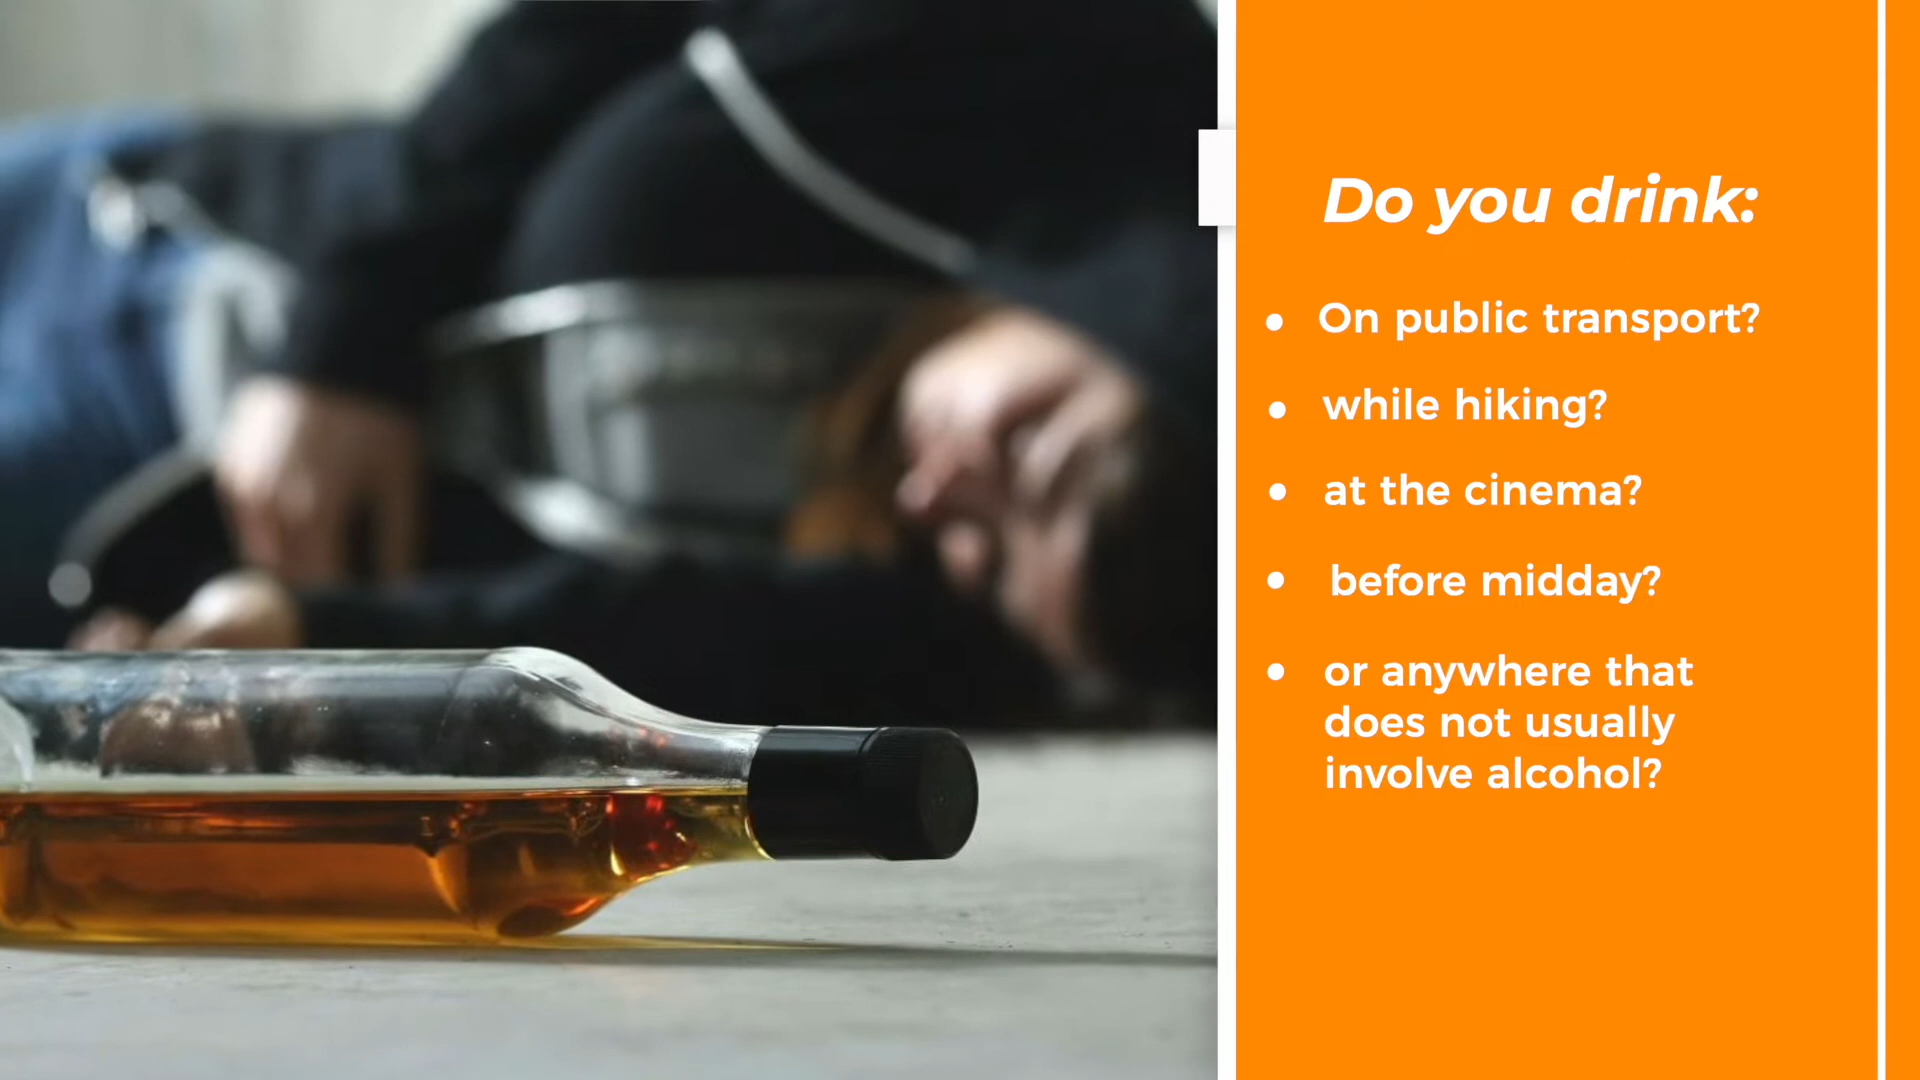 Do you drink:
• On public transport?
• while hiking?
• at the cinema?
• before midday?
• or anywhere that
does not usually
involve alcohol?